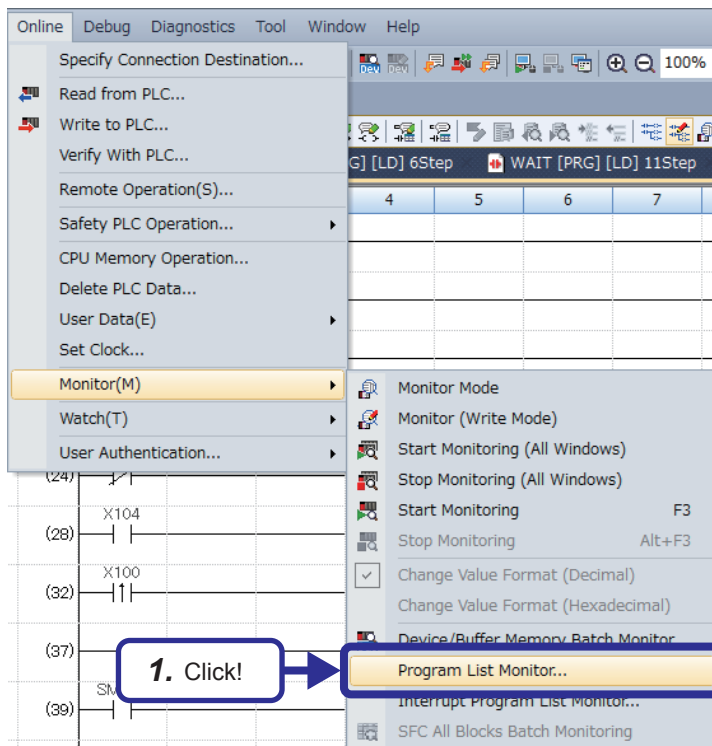 Online Debug Diagnostics Tool Window Help
Specify Connection Destination...
Dev Dev 100%
Read from PLC...
Write to PLC...
Verify With PLC...
G] [LD] 6Step WAIT [PRG] [LD] 11Step
Remote Operation(S)...
4 5 6 7
Safety PLC Operation...
CPU Memory Operation...
Delete PLC Data...
User Data(E)
Set Clock...
Monitor(M)
Watch(T)
User Authentication...
Monitor Mode
Monitor (Write Mode)
Start Monitoring (All Windows)
Stop Monitoring (All Windows)
Start Monitoring F3
Stop Monitoring Alt+F3
Change Value Format (Decimal)
Change Value Format (Hexadecimal)
Device/Buffer Memory Batch Monitor
Program List Monitor...
Interrupt Program List Monitor...
SFC All Blocks Batch Monitoring
(24)
X104
(28)
X100
(32)
(37)
1. Click!
SM
(39)